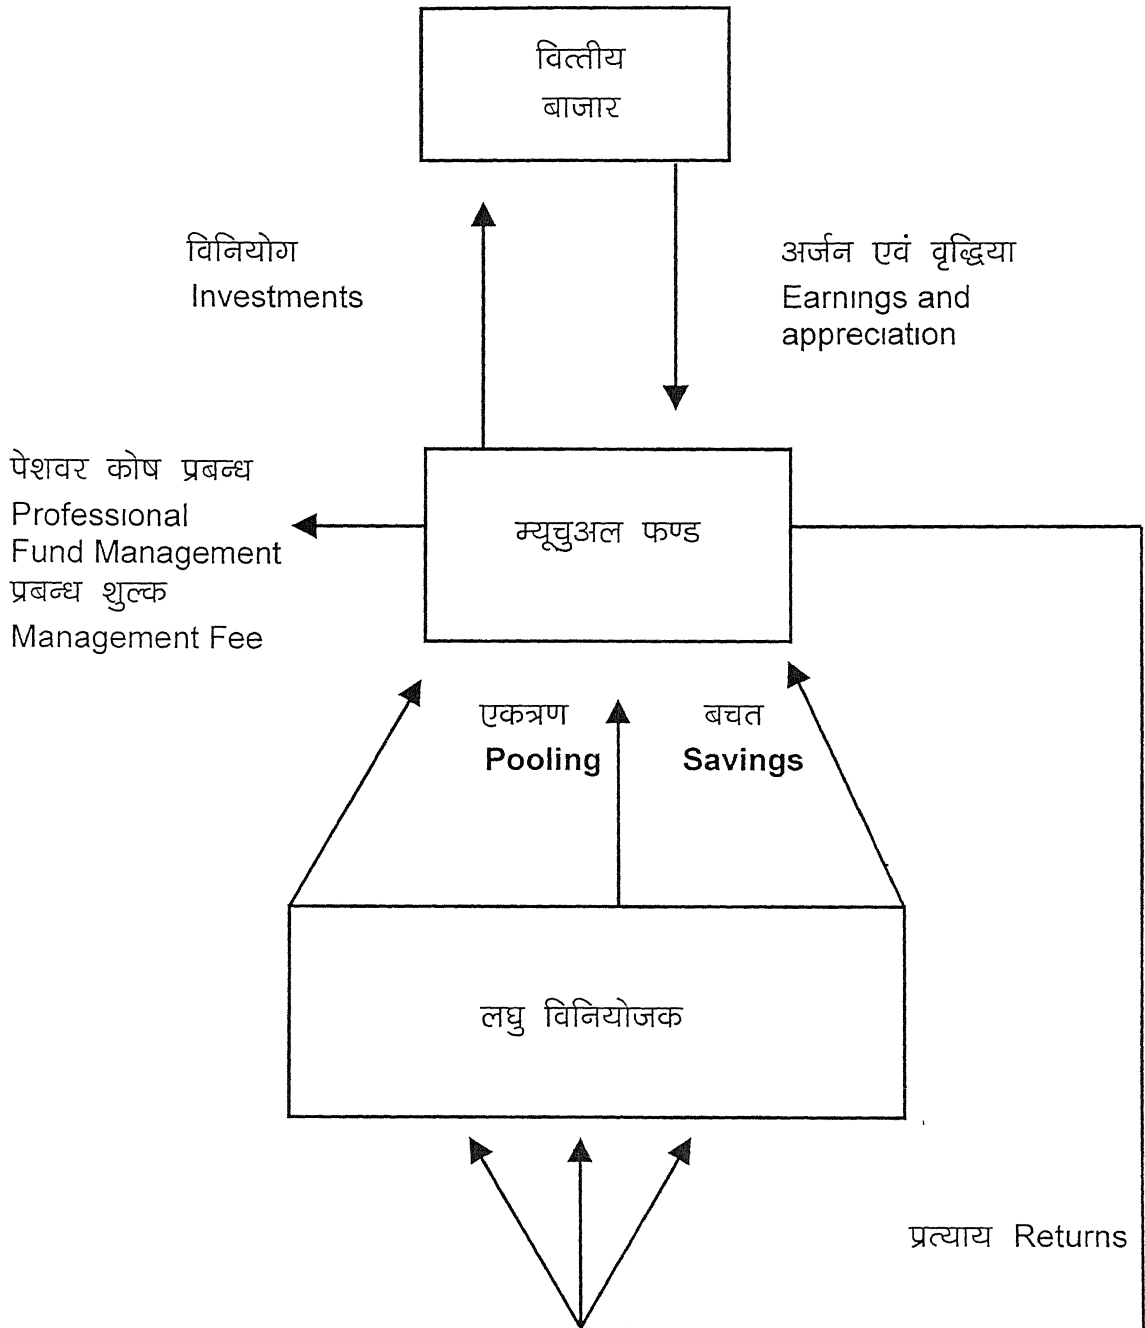 वित्तीय
बाजार
विनियोग
Investments
अर्जन एवं वृद्धिया
Earnings and
appreciation
पेशवर कोष प्रबन्ध
Professional
Fund Management
प्रबन्ध शुल्क
Management Fee
म्यूचुअल फण्ड
एकत्रण बचत
Pooling Savings
लघु विनियोजक
प्रत्याय Returns